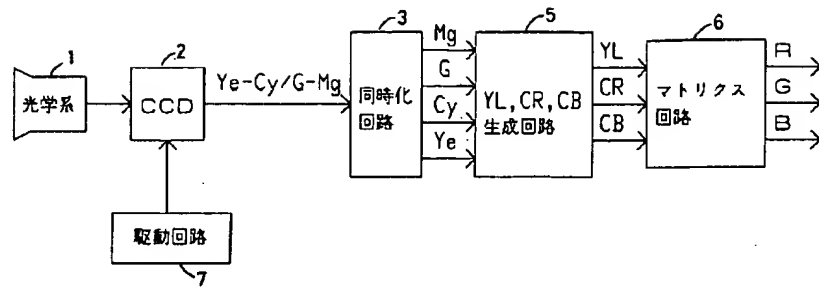 1
光学系
2
CCD
Ye-Cy/G-Mg
3
同時化
回路
Mg
G
Cy
Ye
5
YL,CR,CB
生成回路
YL
CR
CB
6
マトリクス
回路
R
G
B
駆動回路
7